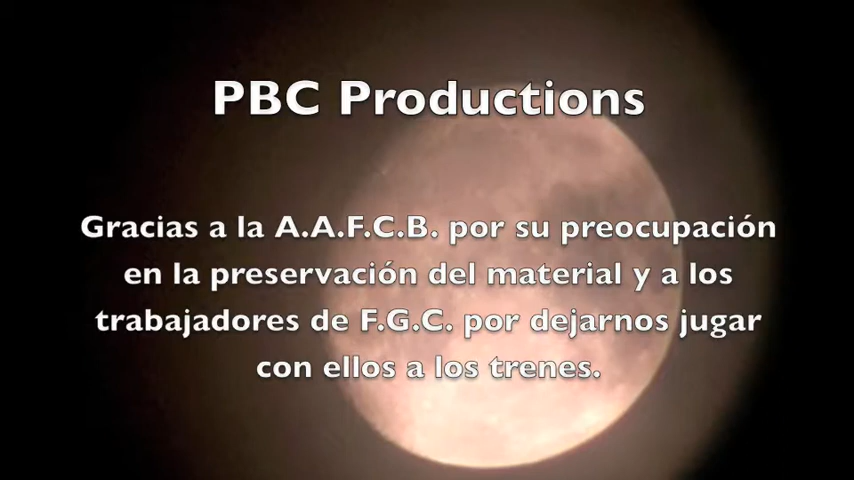 PBC Productions
Gracias a la A.A.F.C.B. por su preocupación
en la preservación del material y a los
trabajadores de F.G.C. por dejarnos jugar
con ellos a los trenes.